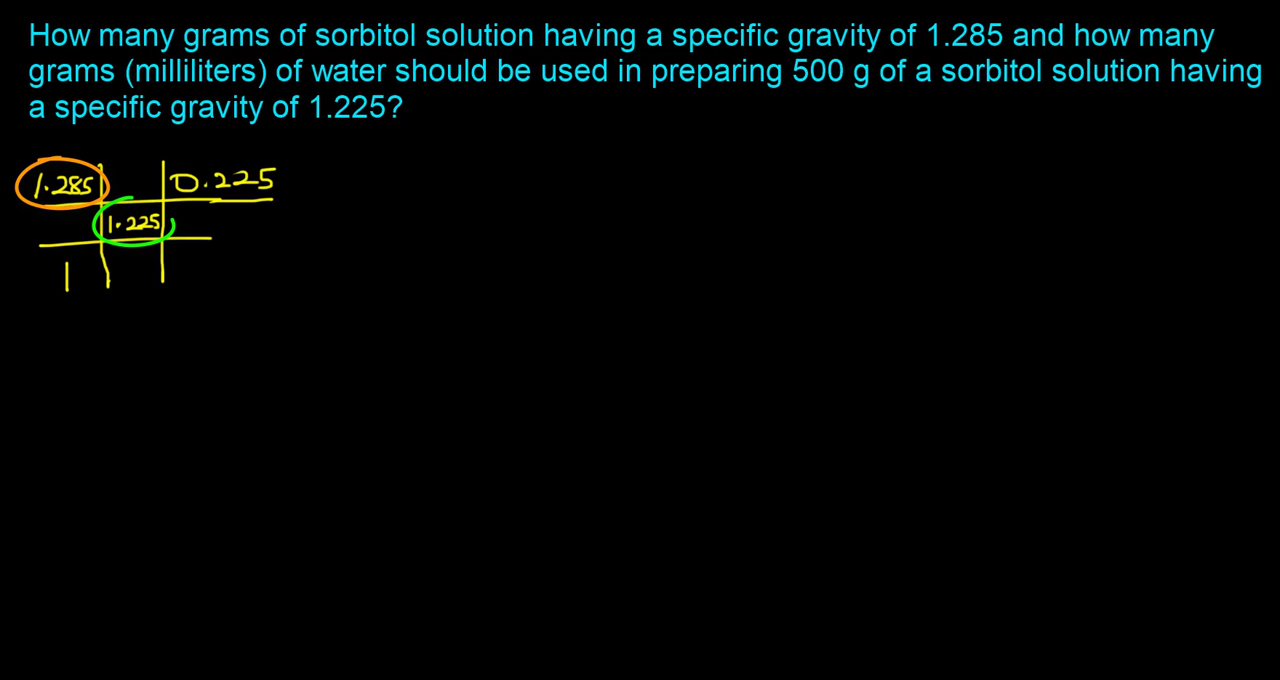 How many grams of sorbitol solution having a specific gravity of 1.285 and how many
grams (milliliters) of water should be used in preparing 500 g of a sorbitol solution having
a specific gravity of 1.225?
1.285 0.225
1.225
1